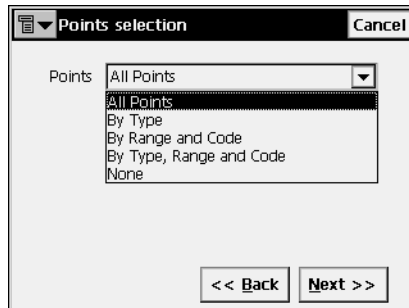 Points selection Cancel
Points All Points
All Points
By Type
By Range and Code
By Type, Range and Code
None
<< Back Next >>